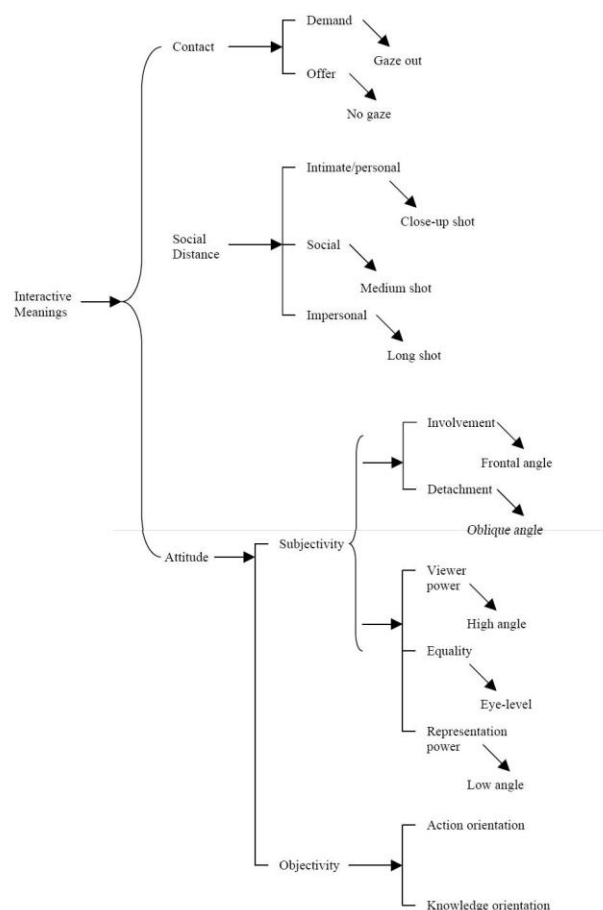 Demand
Contact
Gaze out
Offer
No gaze
Intimate/personal
Close-up shot
Social
Distance
Social
Medium shot
Interactive
Meanings
Impersonal
Long shot
Involvement
Frontal angle
Detachment
Oblique angle
Subjectivity
Attitude
Viewer
power
High angle
Equality
Eye-level
Representation
power
Low angle
Action orientation
Objectivity
Knowledge orientation